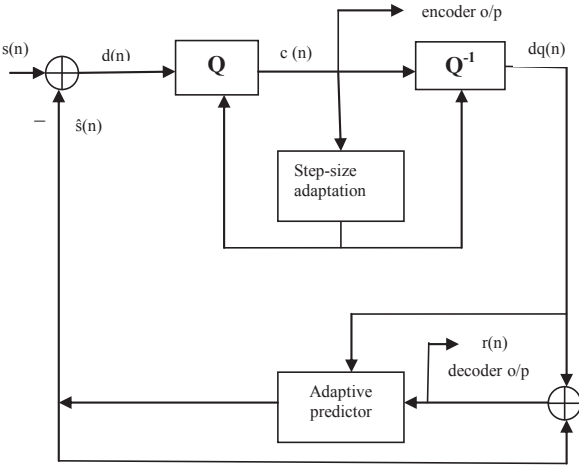 encoder o/p
s(n)
d(n)
Q
c (n)
Q⁻¹
dq(n)
–
ŝ(n)
Step-size
adaptation
r(n)
decoder o/p
Adaptive
predictor